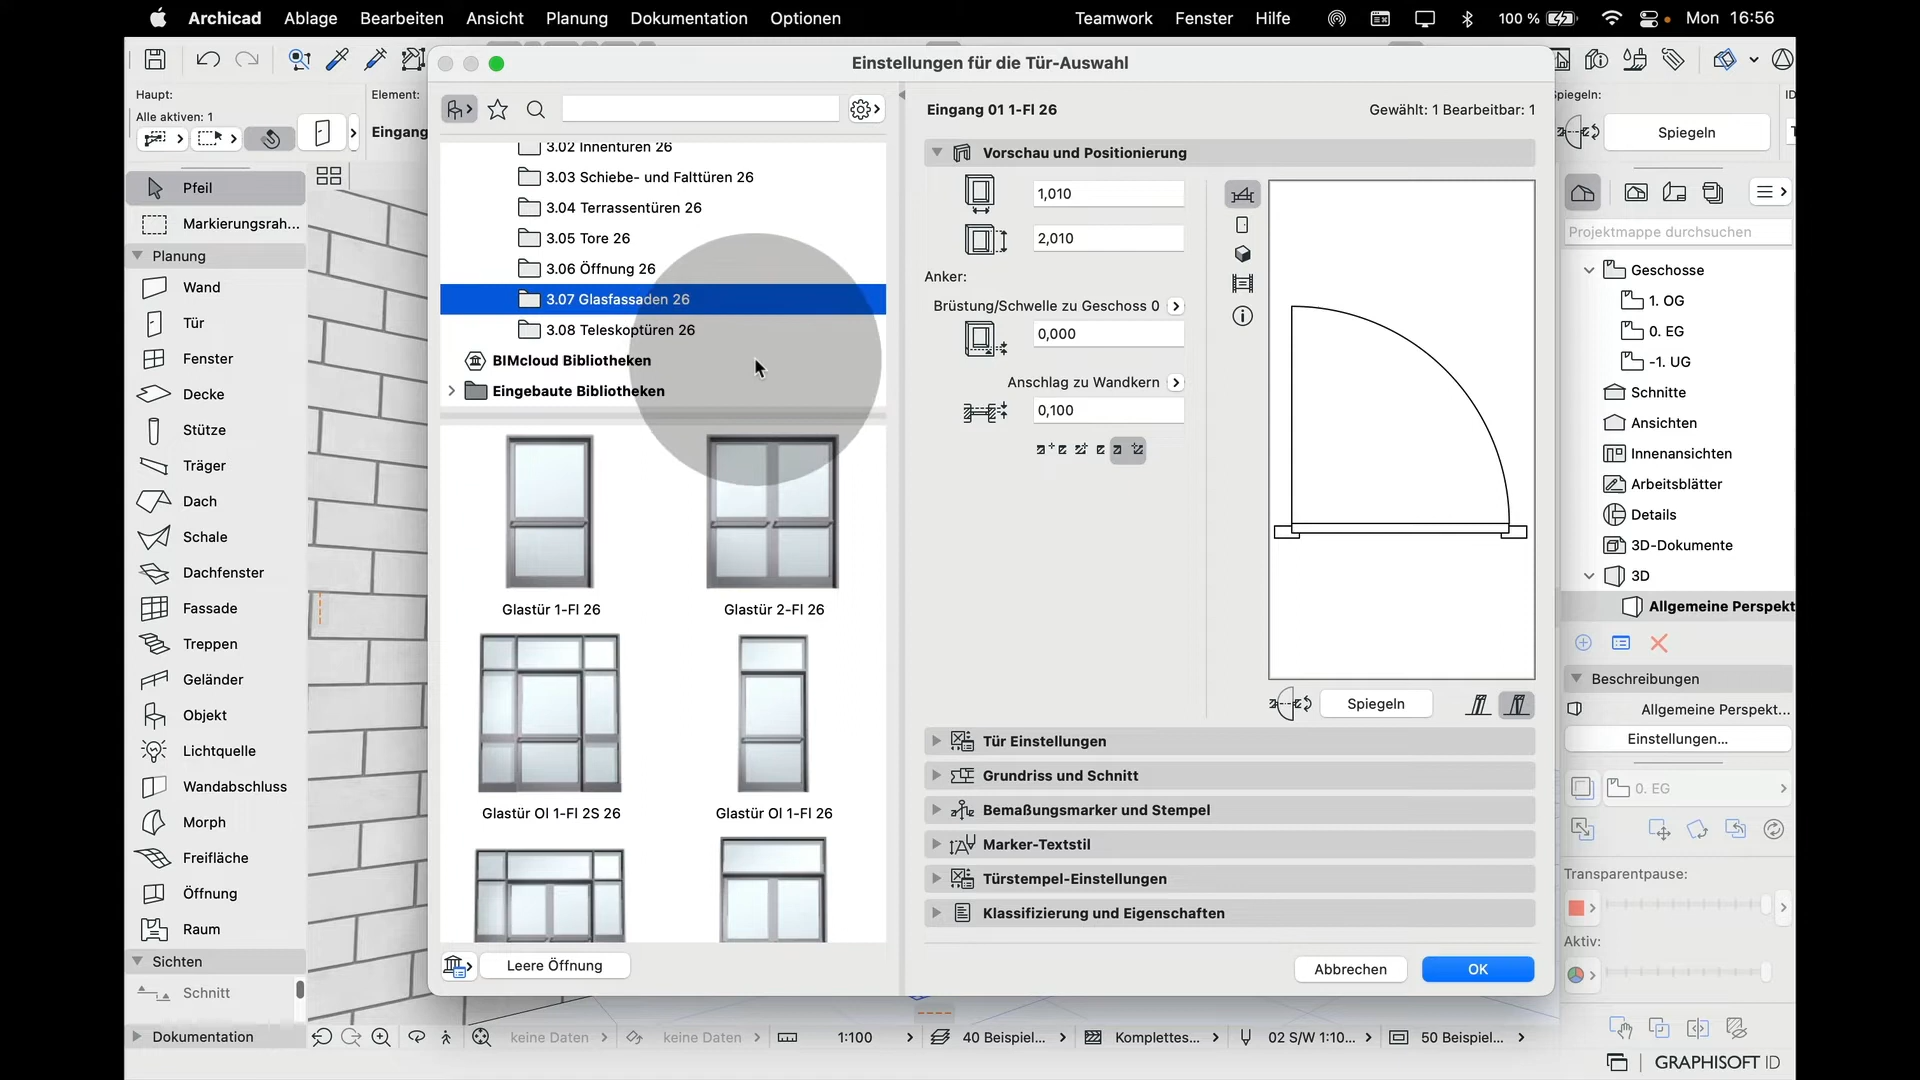 Archicad Ablage Bearbeiten Ansicht Planung Dokumentation Optionen Teamwork Fenster Hilfe 100 % Mon 16:56
Einstellungen für die Tür-Auswahl
Haupt:
Alle aktiven: 1
Element:
Eingang
Pfeil
Markierungsrah...
Planung
Wand
Tür
Fenster
Decke
Stütze
Träger
Dach
Schale
Dachfenster
Fassade
Treppen
Geländer
Objekt
Lichtquelle
Wandabschluss
Morph
Freifläche
Öffnung
Raum
Sichten
Schnitt
Dokumentation
3.02 Innentüren 26
3.03 Schiebe- und Falttüren 26
3.04 Terrassentüren 26
3.05 Tore 26
3.06 Öffnung 26
3.07 Glasfassaden 26
3.08 Teleskoptüren 26
BIMcloud Bibliotheken
Eingebaute Bibliotheken
Glastür 1-Fl 26
Glastür 2-Fl 26
Glastür Ol 1-Fl 2S 26
Glastür Ol 1-Fl 26
Leere Öffnung
Eingang 01 1-Fl 26
Gewählt: 1 Bearbeitbar: 1
Vorschau und Positionierung
1,010
2,010
Anker:
Brüstung/Schwelle zu Geschoss 0
0,000
Anschlag zu Wandkern
0,100
Spiegeln
Tür Einstellungen
Grundriss und Schnitt
Bemaßungsmarker und Stempel
Marker-Textstil
Türstempel-Einstellungen
Klassifizierung und Eigenschaften
Abbrechen
OK
Spiegeln:
ID
Spiegeln
Projektmappe durchsuchen
Geschosse
1. OG
0. EG
-1. UG
Schnitte
Ansichten
Innenansichten
Arbeitsblätter
Details
3D-Dokumente
3D
Allgemeine Perspekt
Beschreibungen
Allgemeine Perspekt...
Einstellungen...
0. EG
Transparentpause:
Aktiv:
keine Daten
keine Daten
1:100
40 Beispiel...
Komplettes...
02 S/W 1:10...
50 Beispiel...
GRAPHISOFT ID